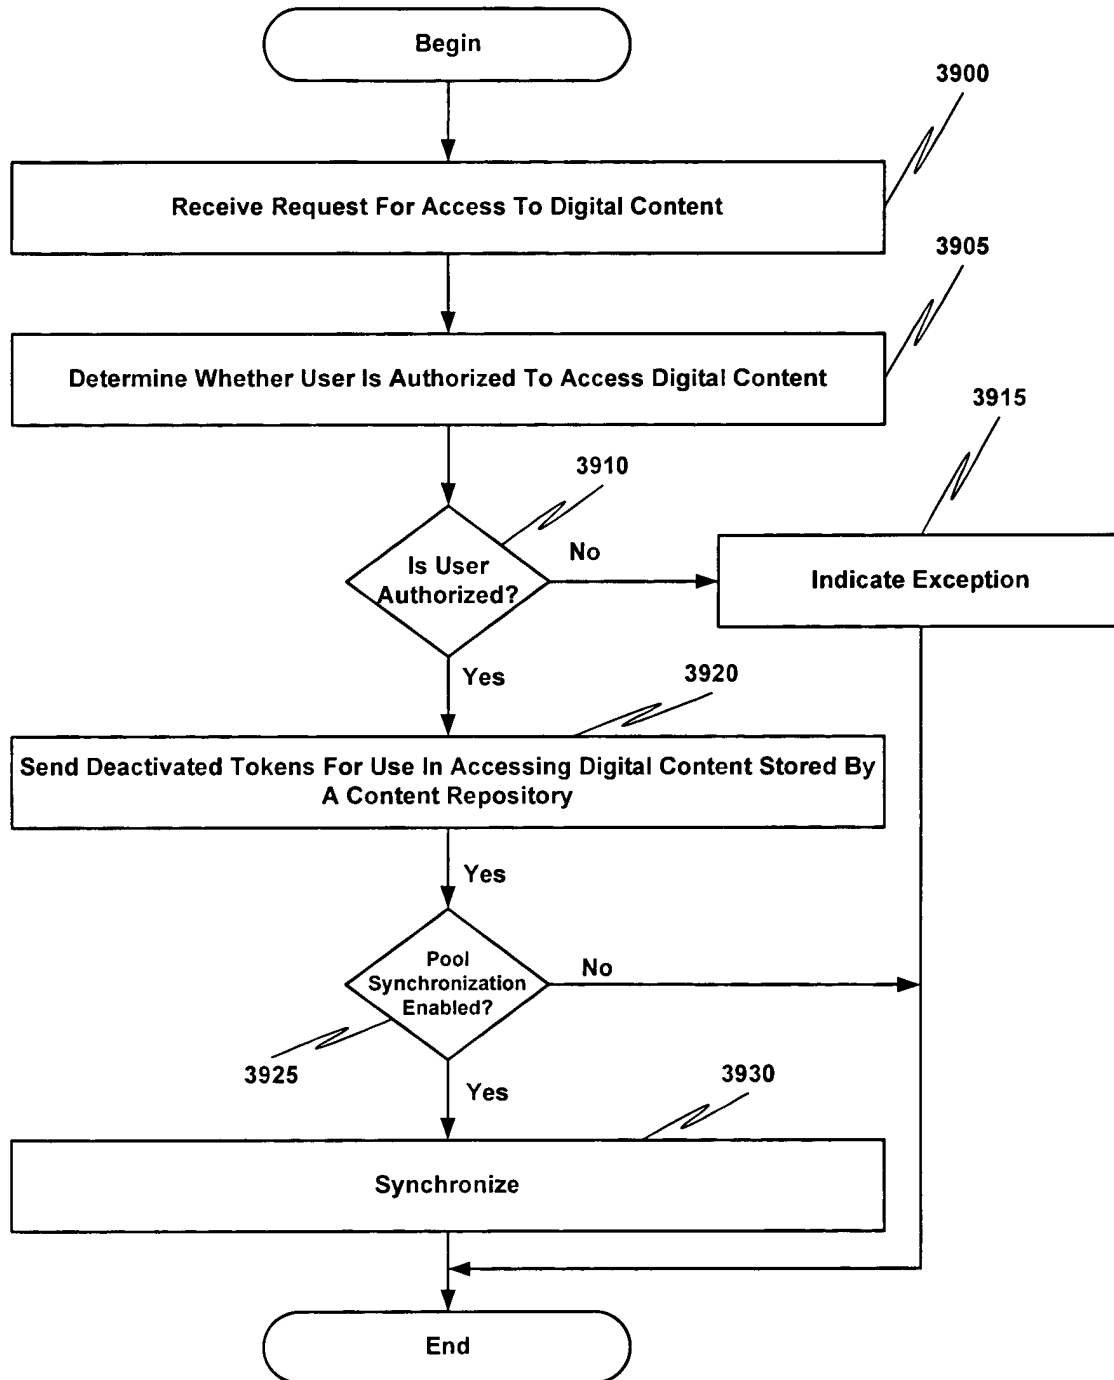 Begin
3900
Receive Request For Access To Digital Content
3905
Determine Whether User Is Authorized To Access Digital Content
3915
3910
Is User
Authorized?
No
Indicate Exception
Yes
3920
Send Deactivated Tokens For Use In Accessing Digital Content Stored By
A Content Repository
Yes
Pool
Synchronization
Enabled?
No
3925
Yes
3930
Synchronize
End